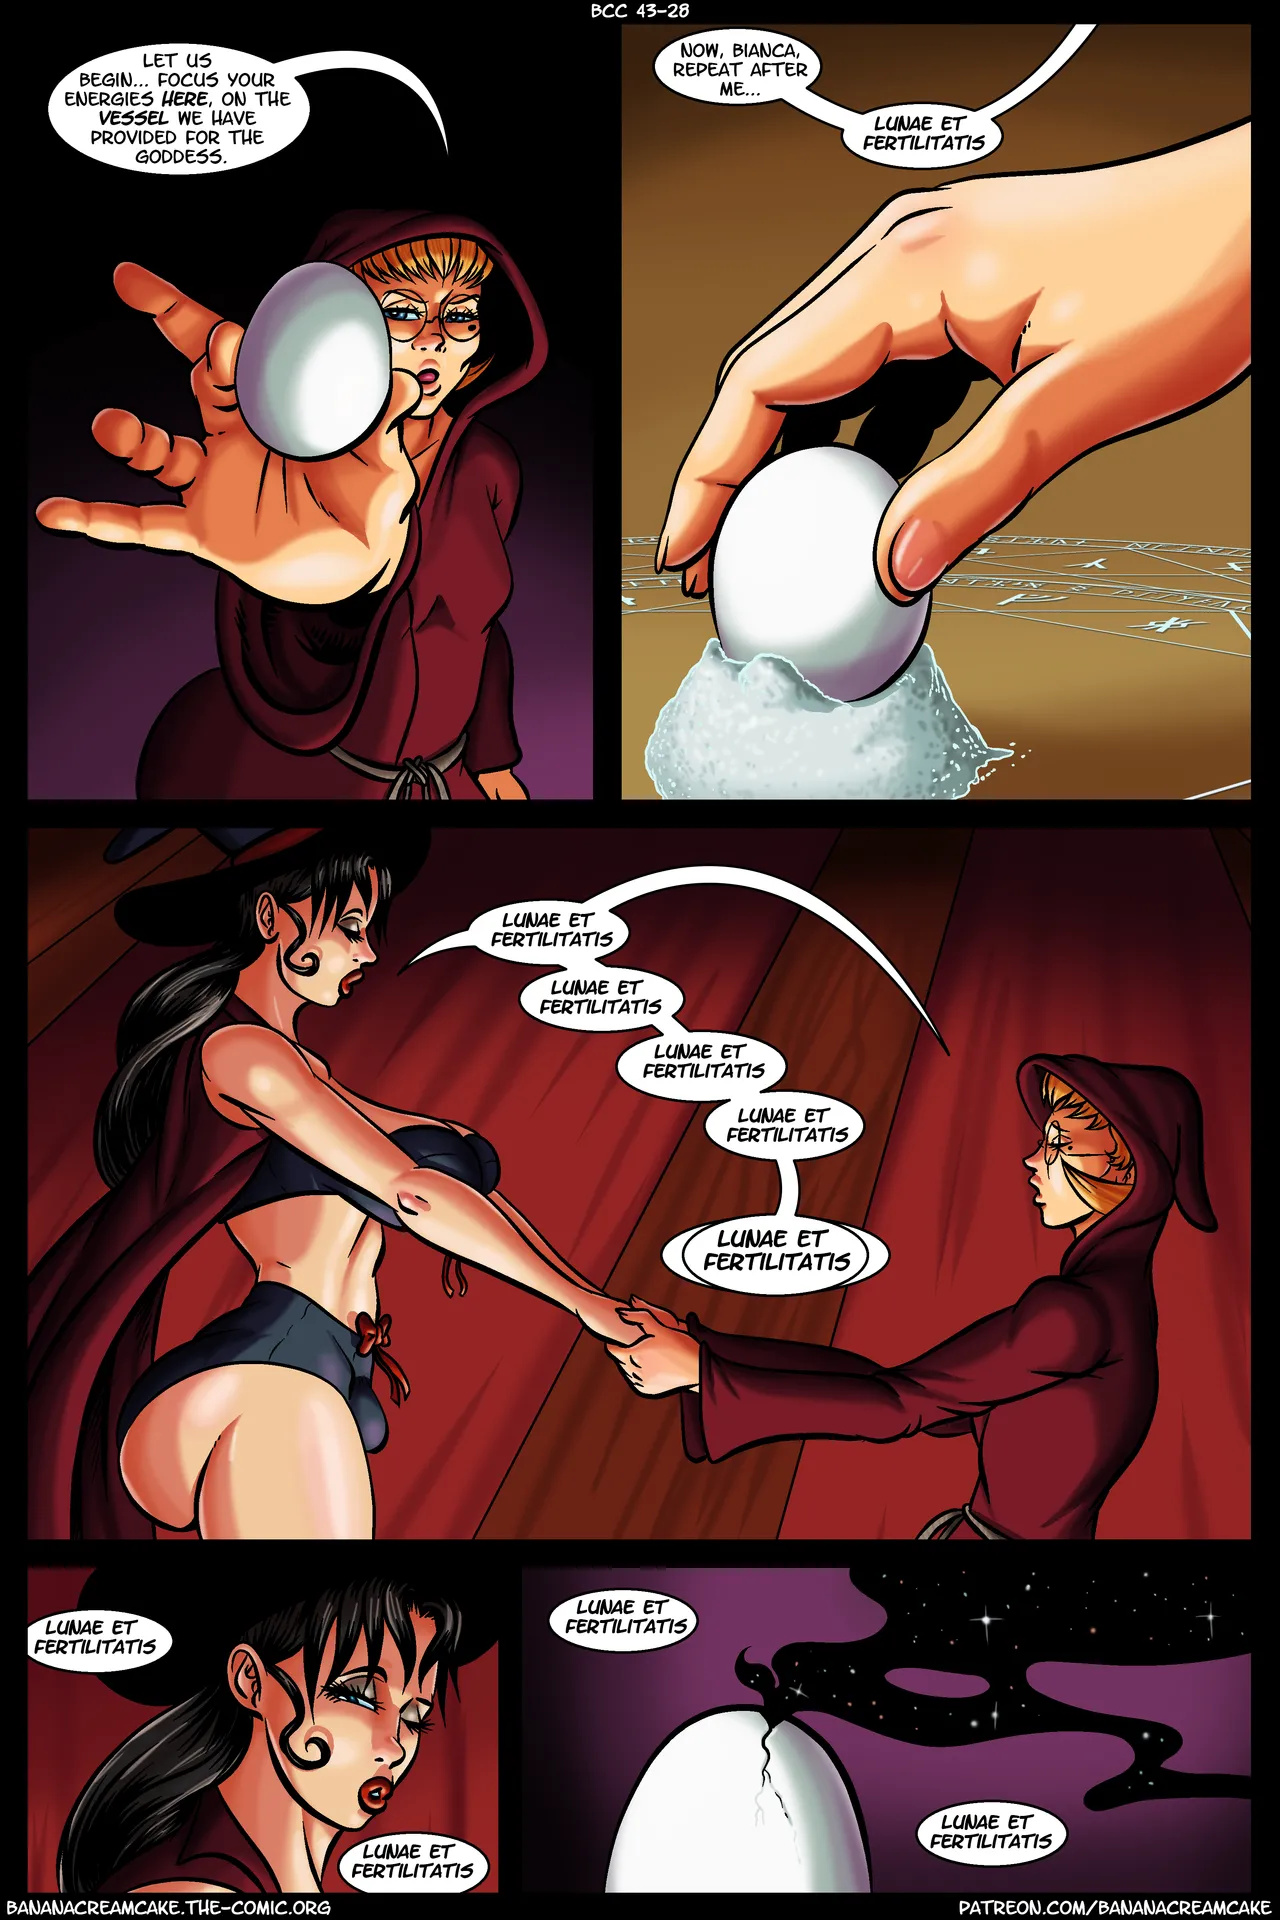 BCC 43-28
LET US
BEGIN... FOCUS YOUR
ENERGIES HERE, ON THE
VESSEL WE HAVE
PROVIDED FOR THE
GODDESS.
NOW, BIANCA,
REPEAT AFTER
ME...
LUNAE ET
FERTILITATIS
LUNAE ET
FERTILITATIS
LUNAE ET
FERTILITATIS
LUNAE ET
FERTILITATIS
LUNAE ET
FERTILITATIS
LUNAE ET
FERTILITATIS
LUNAE ET
FERTILITATIS
LUNAE ET
FERTILITATIS
LUNAE ET
FERTILITATIS
LUNAE ET
FERTILITATIS
BANANACREAMCAKE.THE-COMIC.ORG
PATREON.COM/BANANACREAMCAKE